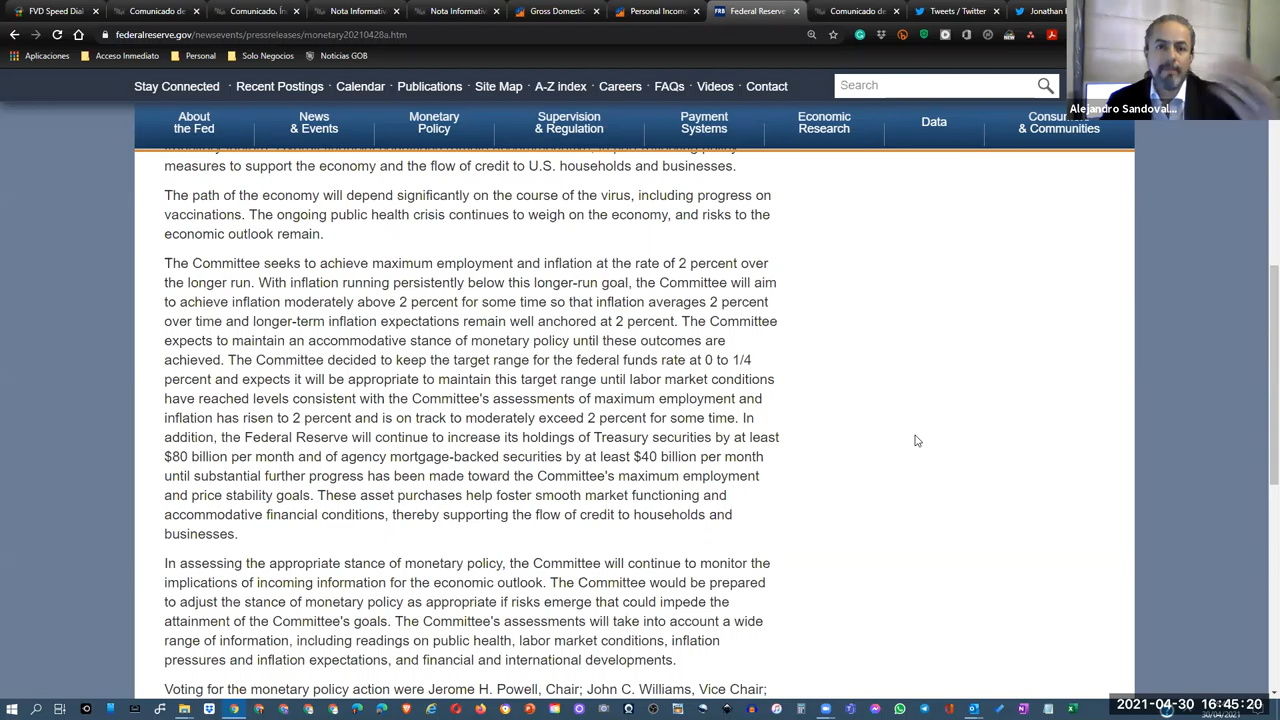 FVD Speed Dial
Comunicado de
Comunicado. Ín
Nota Informativ
Nota Informativ
Gross Domestic
Personal Incom
Federal Reserve
Comunicado de
Tweets / Twitter
Jonathan
federalreserve.gov/newsevents/pressreleases/monetary20210428a.htm
Aplicaciones
Acceso Inmediato
Personal
Solo Negocios
Noticias GOB
Stay Connected
Recent Postings
Calendar
Publications
Site Map
A-Z index
Careers
FAQs
Videos
Contact
Search
Alejandro Sandoval...
About
the Fed
News
& Events
Monetary
Policy
Supervision
& Regulation
Payment
Systems
Economic
Research
Data
Consum
& Communities
measures to support the economy and the flow of credit to U.S. households and businesses.
The path of the economy will depend significantly on the course of the virus, including progress on
vaccinations. The ongoing public health crisis continues to weigh on the economy, and risks to the
economic outlook remain.
The Committee seeks to achieve maximum employment and inflation at the rate of 2 percent over
the longer run. With inflation running persistently below this longer-run goal, the Committee will aim
to achieve inflation moderately above 2 percent for some time so that inflation averages 2 percent
over time and longer-term inflation expectations remain well anchored at 2 percent. The Committee
expects to maintain an accommodative stance of monetary policy until these outcomes are
achieved. The Committee decided to keep the target range for the federal funds rate at 0 to 1/4
percent and expects it will be appropriate to maintain this target range until labor market conditions
have reached levels consistent with the Committee's assessments of maximum employment and
inflation has risen to 2 percent and is on track to moderately exceed 2 percent for some time. In
addition, the Federal Reserve will continue to increase its holdings of Treasury securities by at least
$80 billion per month and of agency mortgage-backed securities by at least $40 billion per month
until substantial further progress has been made toward the Committee's maximum employment
and price stability goals. These asset purchases help foster smooth market functioning and
accommodative financial conditions, thereby supporting the flow of credit to households and
businesses.
In assessing the appropriate stance of monetary policy, the Committee will continue to monitor the
implications of incoming information for the economic outlook. The Committee would be prepared
to adjust the stance of monetary policy as appropriate if risks emerge that could impede the
attainment of the Committee's goals. The Committee's assessments will take into account a wide
range of information, including readings on public health, labor market conditions, inflation
pressures and inflation expectations, and financial and international developments.
Voting for the monetary policy action were Jerome H. Powell, Chair; John C. Williams, Vice Chair;
2021-04-30 16:45:20
30/04/2021